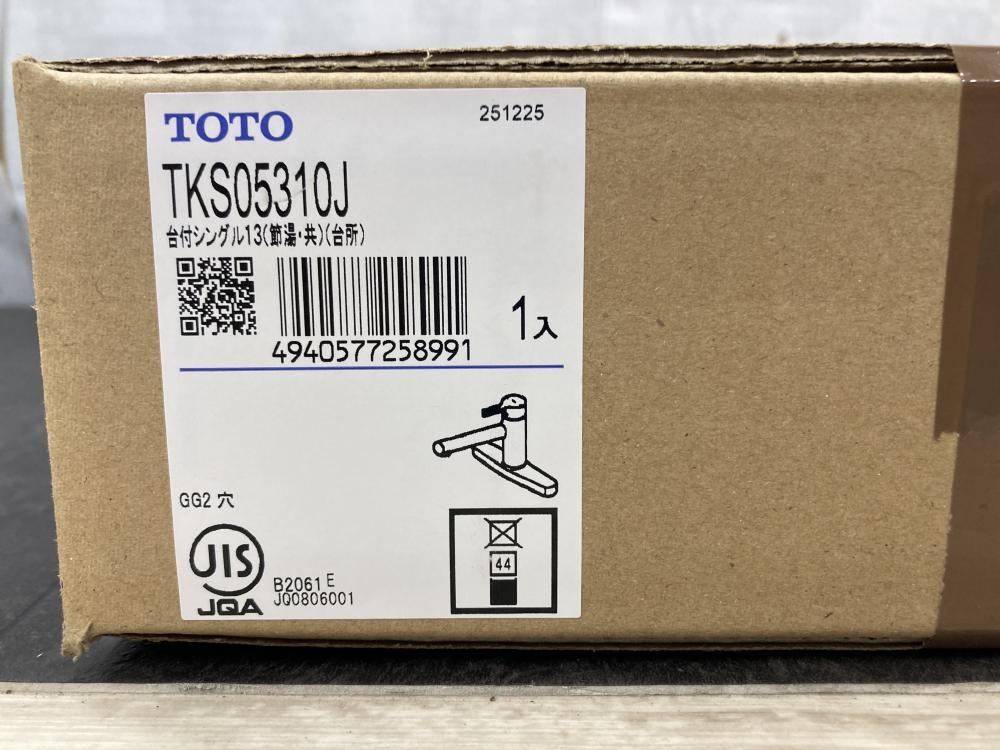 TOTO
251225
TKS05310J
台付シングル13(節湯・共)(台所)
4940577258991
1入
GG2 穴
JIS
JQA
B2061 E
JQ0806001
44